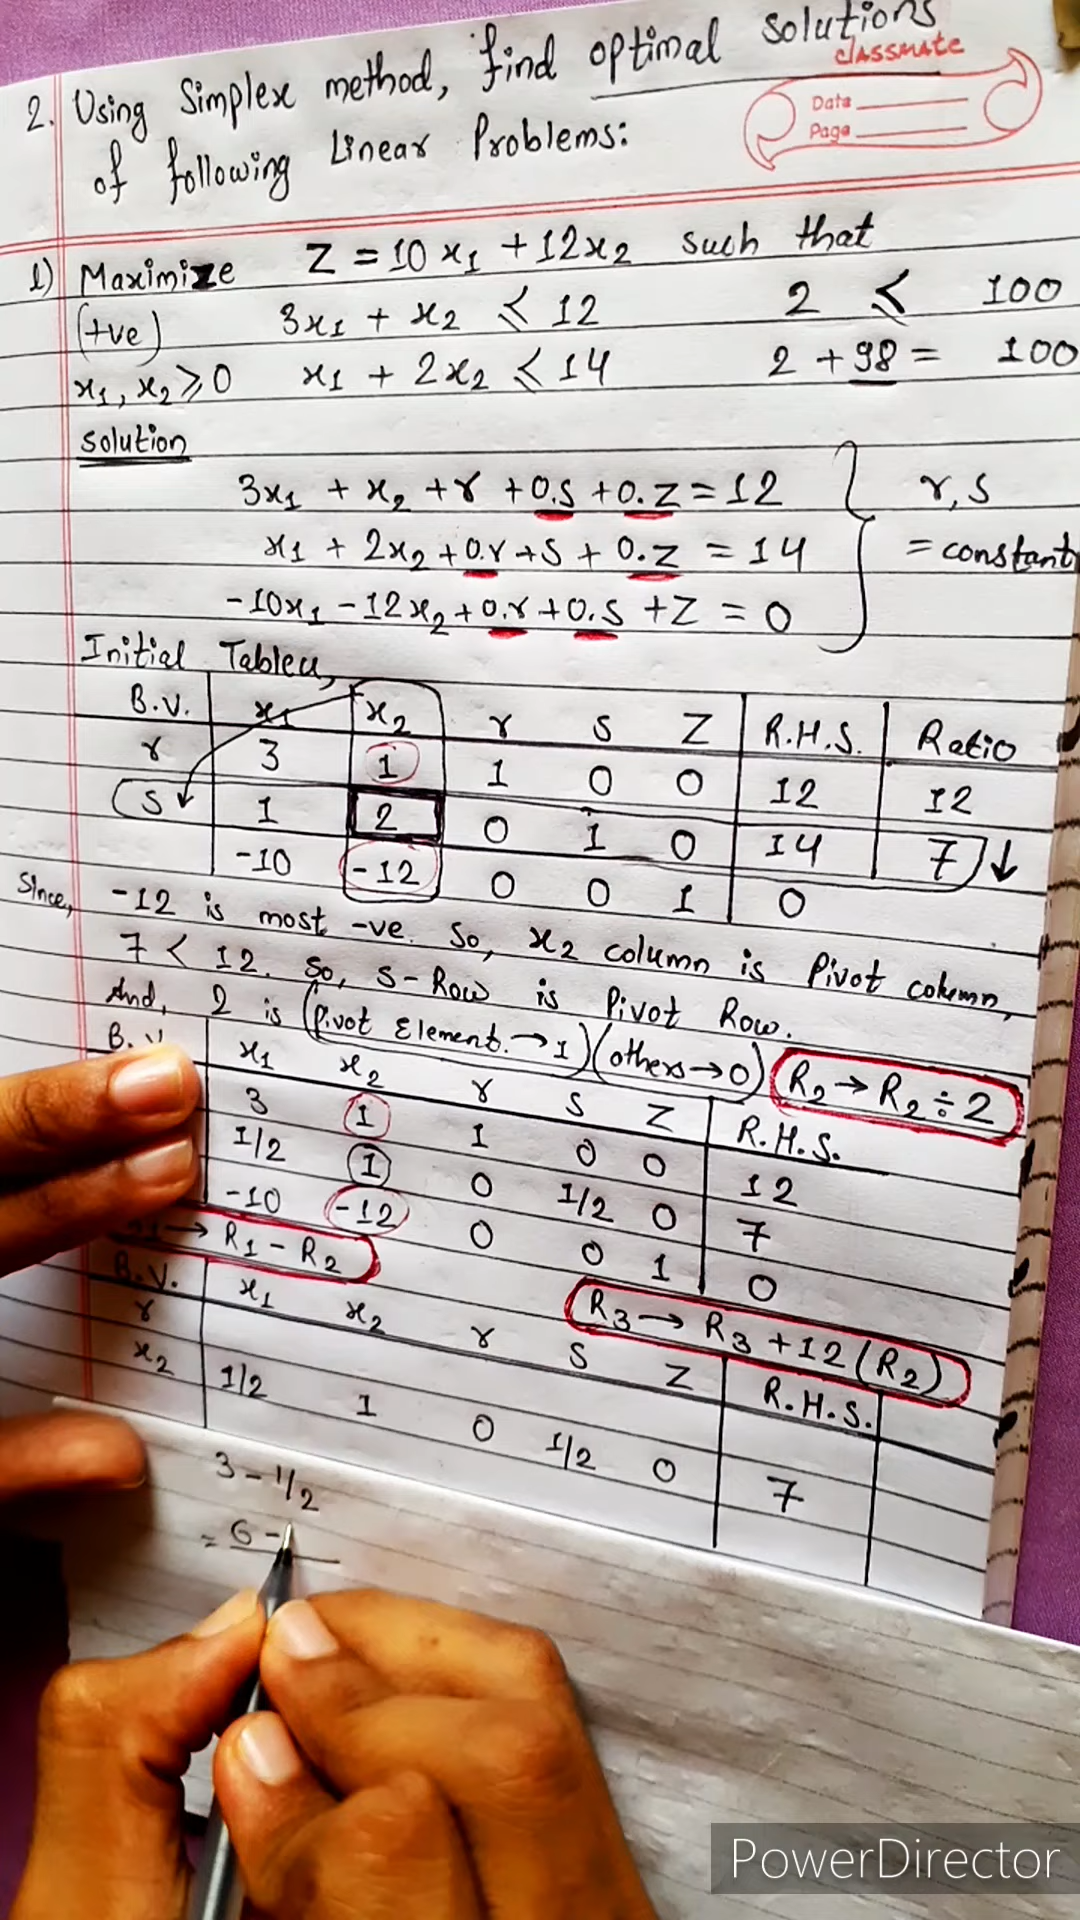 2. Using Simplex method, find optimal solutions
of following Linear Problems:
classmate
Date
Page
1) Maximize Z = 10x₁ + 12x₂ such that
(+ve) 3x₁ + x₂ ≤ 12 2 ≤ 100
x₁, x₂ ≥ 0 x₁ + 2x₂ ≤ 14 2 + 98 = 100
Solution
3x₁ + x₂ + r + 0.s + 0.z = 12 r, s
x₁ + 2x₂ + 0.r + s + 0.z = 14 = constant
-10x₁ - 12x₂ + 0.r + 0.s + z = 0
Initial Tableu,
B.V. x₁ x₂ r s Z R.H.S. Ratio
r 3 1 1 0 0 12 12
s 1 2 0 1 0 14 7 ↓
-10 -12 0 0 1 0
Since, -12 is most -ve. So, x₂ column is Pivot column,
7 < 12. So, s-Row is Pivot Row.
And, 2 is (Pivot Element. → 1) (others → 0) R₂ → R₂ ÷ 2
B. x₁ x₂ r s Z R.H.S.
3 1 1 0 0 12
1/2 1 0 1/2 0 7
-10 -12 0 0 1 0
→ R₁ - R₂ R₃ → R₃ + 12(R₂)
B.V. x₁ x₂ r s Z R.H.S.
r
x₂ 1/2 1 0 1/2 0 7
3 - 1/2
= 6 -
PowerDirector